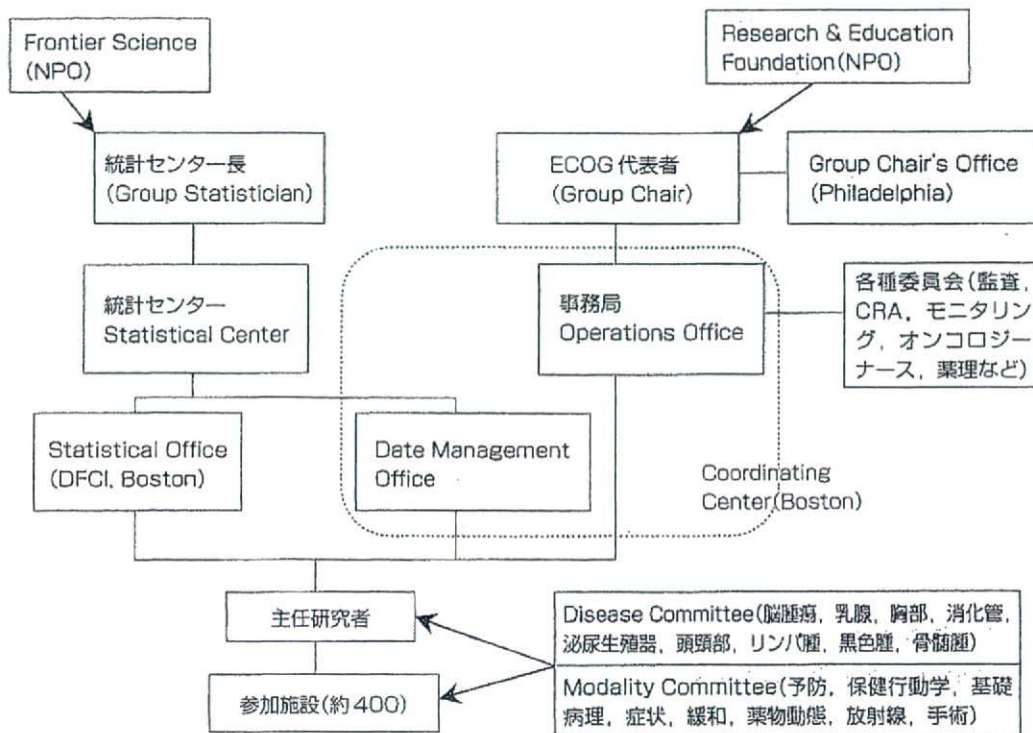 Frontier Science
(NPO)
Research & Education
Foundation(NPO)
統計センター長
(Group Statistician)
ECOG 代表者
(Group Chair)
Group Chair's Office
(Philadelphia)
統計センター
Statistical Center
事務局
Operations Office
各種委員会(監査,
CRA, モニタリン
グ, オンコロジー
ナース, 薬理など)
Statistical Office
(DFCI, Boston)
Date Management
Office
Coordinating
Center(Boston)
主任研究者
Disease Committee(脳腫瘍, 乳腺, 胸部, 消化管,
泌尿生殖器, 頭頸部, リンパ腫, 黒色腫, 骨髄腫)
参加施設(約400)
Modality Committee(予防, 保健行動学, 基礎
病理, 症状, 緩和, 薬物動態, 放射線, 手術)